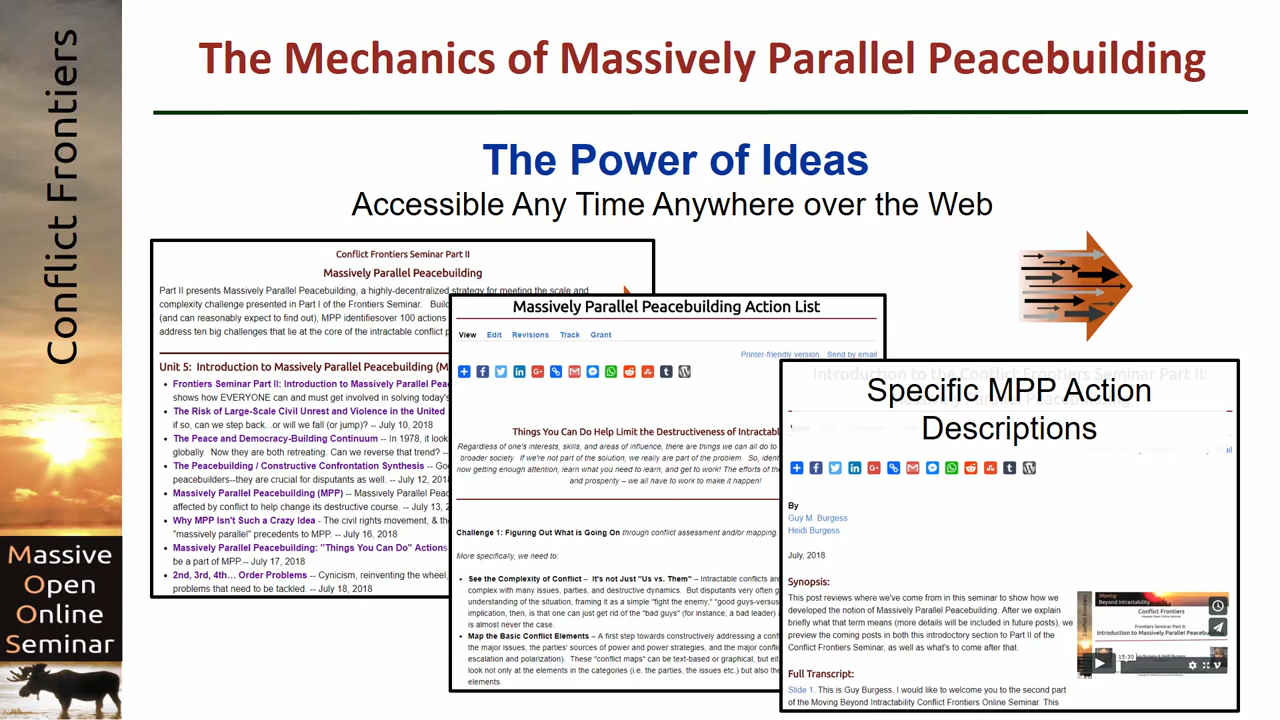 Conflict Frontiers
Massive
Open
Online
Seminar
The Mechanics of Massively Parallel Peacebuilding
The Power of Ideas
Accessible Any Time Anywhere over the Web
Conflict Frontiers Seminar Part II
Massively Parallel Peacebuilding
Part II presents Massively Parallel Peacebuilding, a highly-decentralized strategy for meeting the scale and
complexity challenge presented in Part I of the Frontiers Seminar.
(and can reasonably expect to find out), MPP identifiesover 100 actions
address ten big challenges that lie at the core of the intractable conflict
Unit 5: Introduction to Massively Parallel Peacebuilding
Frontiers Seminar Part II: Introduction to Massively Parallel
shows how EVERYONE can and must get involved in solving today's
The Risk of Large-Scale Civil Unrest and Violence in the United
if so, can we step back... or will we fall (or jump)? -- July 10, 2018
The Peace and Democracy-Building Continuum -- In 1978, it look
globally. Now they are both retreating. Can we reverse that trend? --
The Peacebuilding / Constructive Confrontation Synthesis --
peacebuilders--they are crucial for disputants as well. -- July 12, 2018
Massively Parallel Peacebuilding (MPP) -- Massively Parallel
affected by conflict to help change its destructive course. -- July 13,
Why MPP Isn't Such a Crazy Idea - The civil rights movement, & the
"massively parallel" precedents to MPP. -- July 16, 2018
Massively Parallel Peacebuilding: "Things You Can Do" Actions
be a part of MPP.-- July 17, 2018
2nd, 3rd, 4th... Order Problems -- Cynicism, reinventing the wheel,
problems that need to be tackled. -- July 18, 2018
Massively Parallel Peacebuilding Action List
View Edit Revisions Track Grant
Printer-friendly version Send by email
Things You Can Do Help Limit the Destructiveness of
Regardless of one's interests, skills, and areas of influence, there are things we can all do to
broader society. If we're not part of the solution, we really are part of the problem. So,
now getting enough attention, learn what you need to learn, and get to work! The efforts of
and prosperity – we all have to work to make it happen!
Challenge 1: Figuring Out What is Going On through conflict assessment and/or mapping.
More specifically, we need to:
See the Complexity of Conflict – It's not Just "Us vs. Them" – Intractable conflicts are
complex with many issues, parties, and destructive dynamics. But disputants very often
understanding of the situation, framing it as a simple "fight the enemy,"
implication, then, is that one can just get rid of the "bad guys" (for instance, a bad leader)
is almost never the case.
Map the Basic Conflict Elements – A first step towards constructively addressing a
the major issues, the parties' sources of power and power strategies, and the major
escalation and polarization). These "conflict maps" can be text-based or graphical, but
look not only at the elements in the categories (i.e. the parties, the issues etc.) but also
elements.
Introduction to the Conflict Frontiers Seminar Part II:
Specific MPP Action
Descriptions
By
Guy M. Burgess
Heidi Burgess
July, 2018
Synopsis:
This post reviews where we've come from in this seminar to show how we
developed the notion of Massively Parallel Peacebuilding. After we explain
briefly what that term means (more details will be included in future posts), we
preview the coming posts in both this introdoctory section to Part II of the
Conflict Frontiers Seminar, as well as what's to come after that.
Moving
Beyond Intractability
Conflict Frontiers
Frontiers Seminar Part II:
Introduction to Massively Parallel
15:30
Full Transcript:
Slide 1. This is Guy Burgess. I would like to welcome you to the second part
of the Moving Beyond Intractability Conflict Frontiers Online Seminar. This